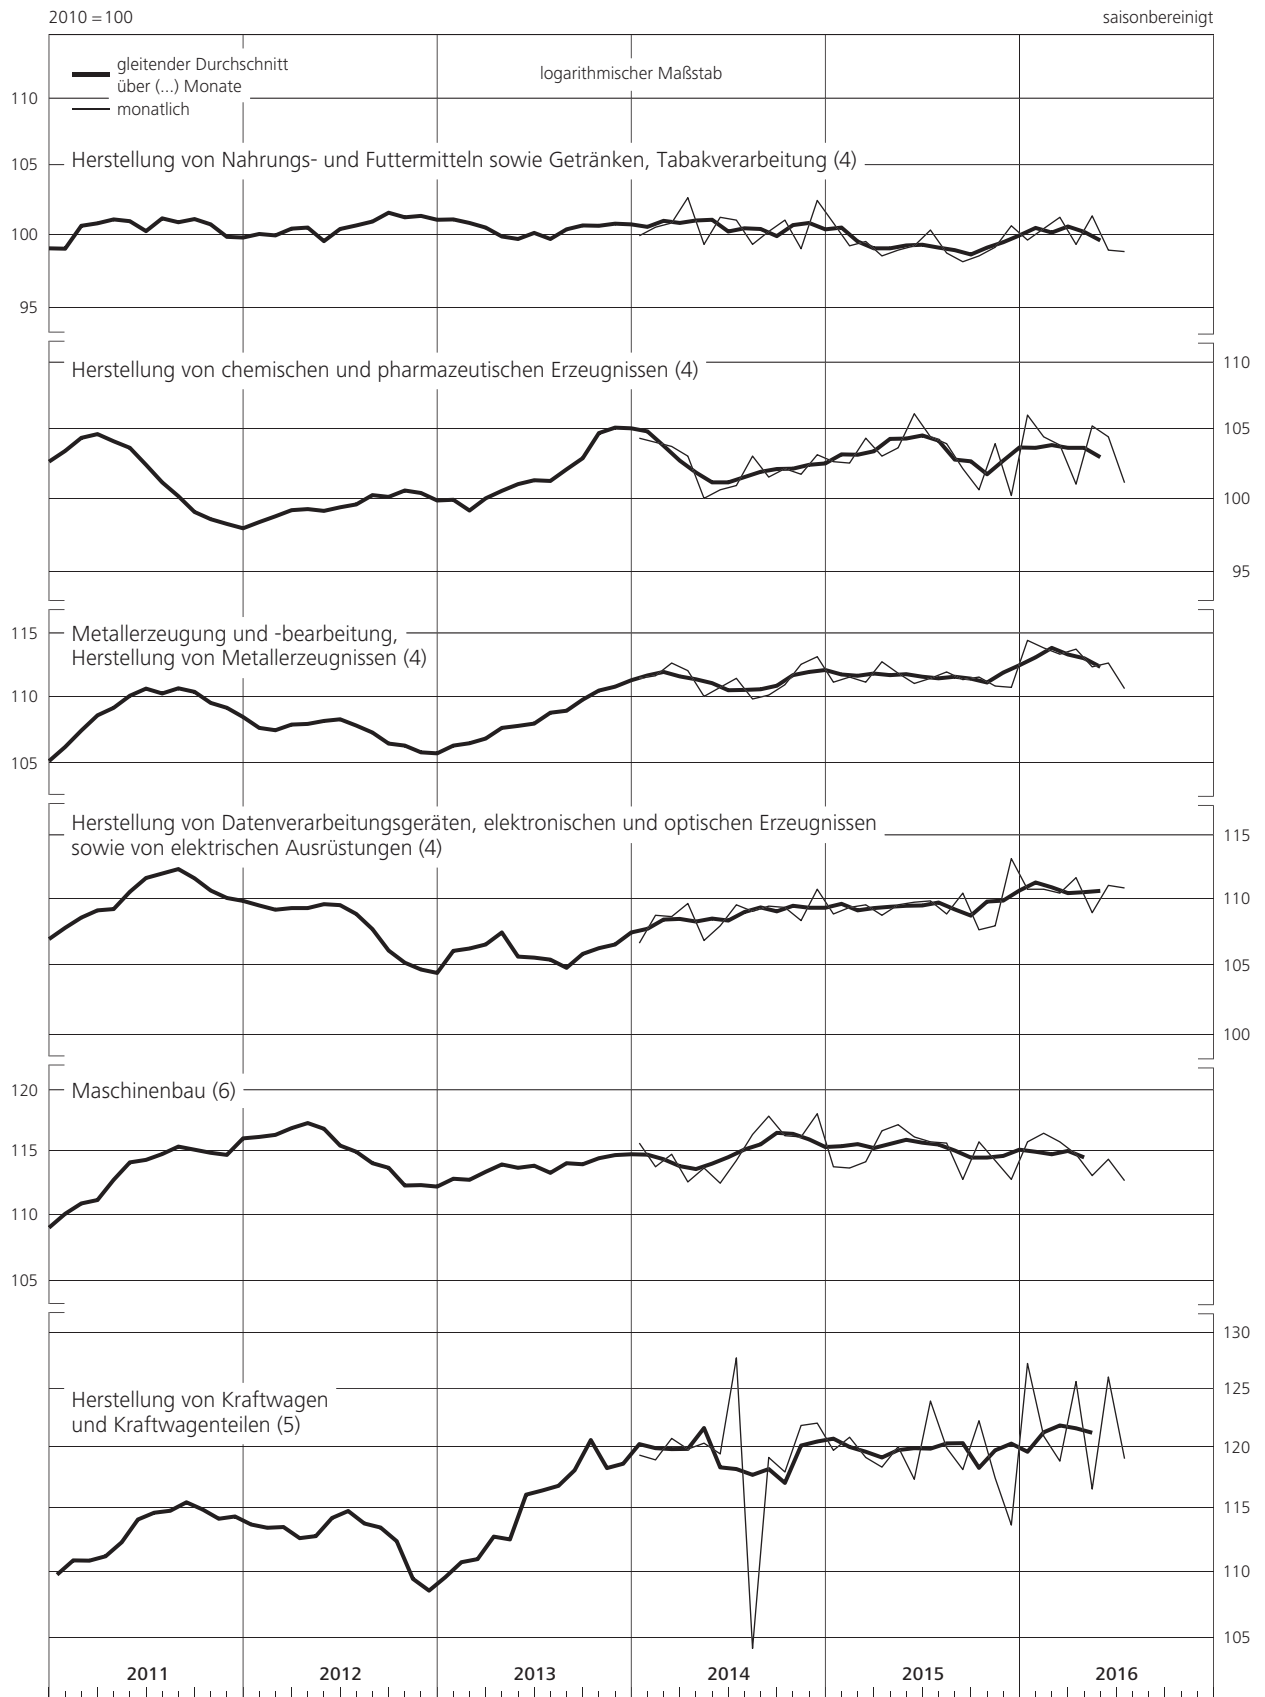 2010 = 100
saisonbereinigt
gleitender Durchschnitt
über (...) Monate
monatlich
logarithmischer Maßstab
110
Herstellung von Nahrungs- und Futtermitteln sowie Getränken, Tabakverarbeitung (4)
105
100
95
Herstellung von chemischen und pharmazeutischen Erzeugnissen (4)
110
105
100
95
Metallerzeugung und -bearbeitung,
Herstellung von Metallerzeugnissen (4)
115
110
105
Herstellung von Datenverarbeitungsgeräten, elektronischen und optischen Erzeugnissen
sowie von elektrischen Ausrüstungen (4)
115
110
105
100
Maschinenbau (6)
120
115
110
105
130
125
Herstellung von Kraftwagen
und Kraftwagenteilen (5)
120
115
110
105
2011 2012 2013 2014 2015 2016